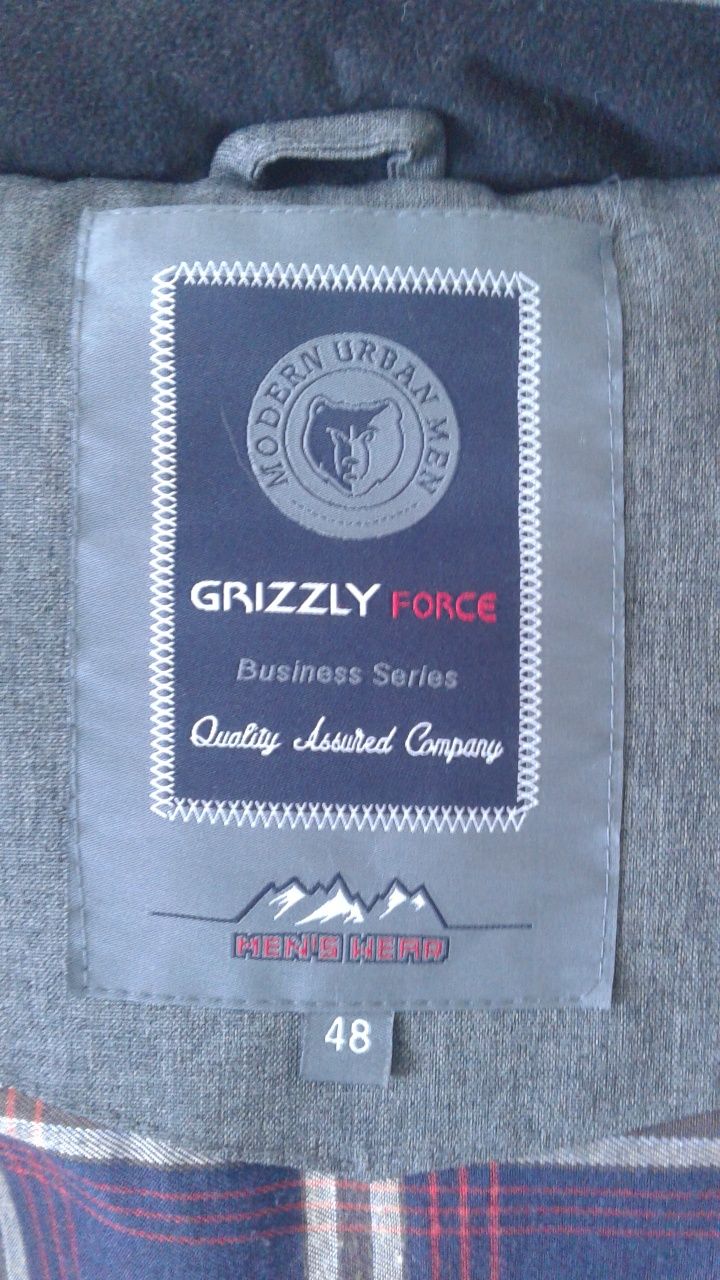 MODERN URBAN MEN
GRIZZLY FORCE
Business Series
Quality Assured Company
MEN'S WEAR
48